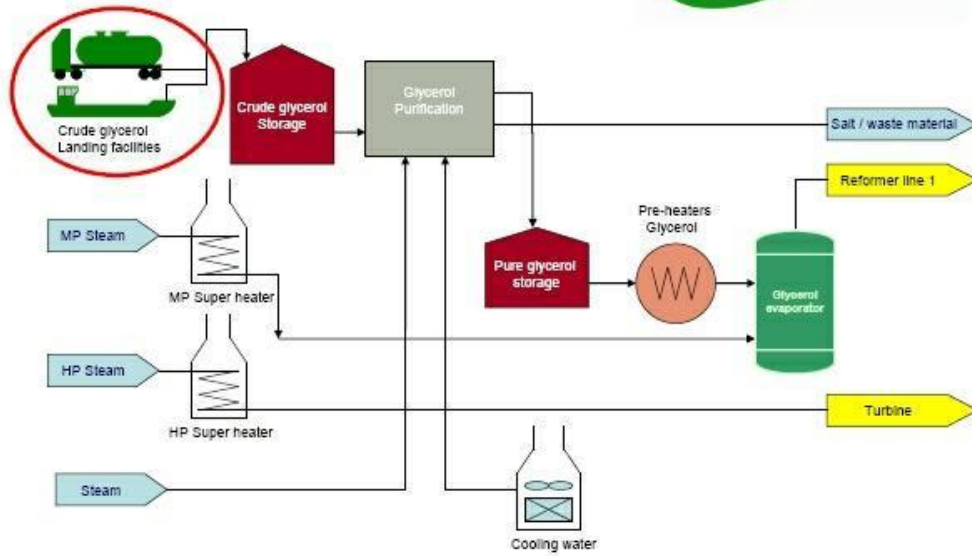 Crude glycerol
Landing facilities
Crude glycerol
Storage
Glycerol
Purification
Salt / waste material
Reformer line 1
Pre-heaters
Glycerol
MP Steam
Pure glycerol
storage
Glycerol
evaporator
MP Super heater
HP Steam
Turbine
HP Super heater
Steam
Cooling water